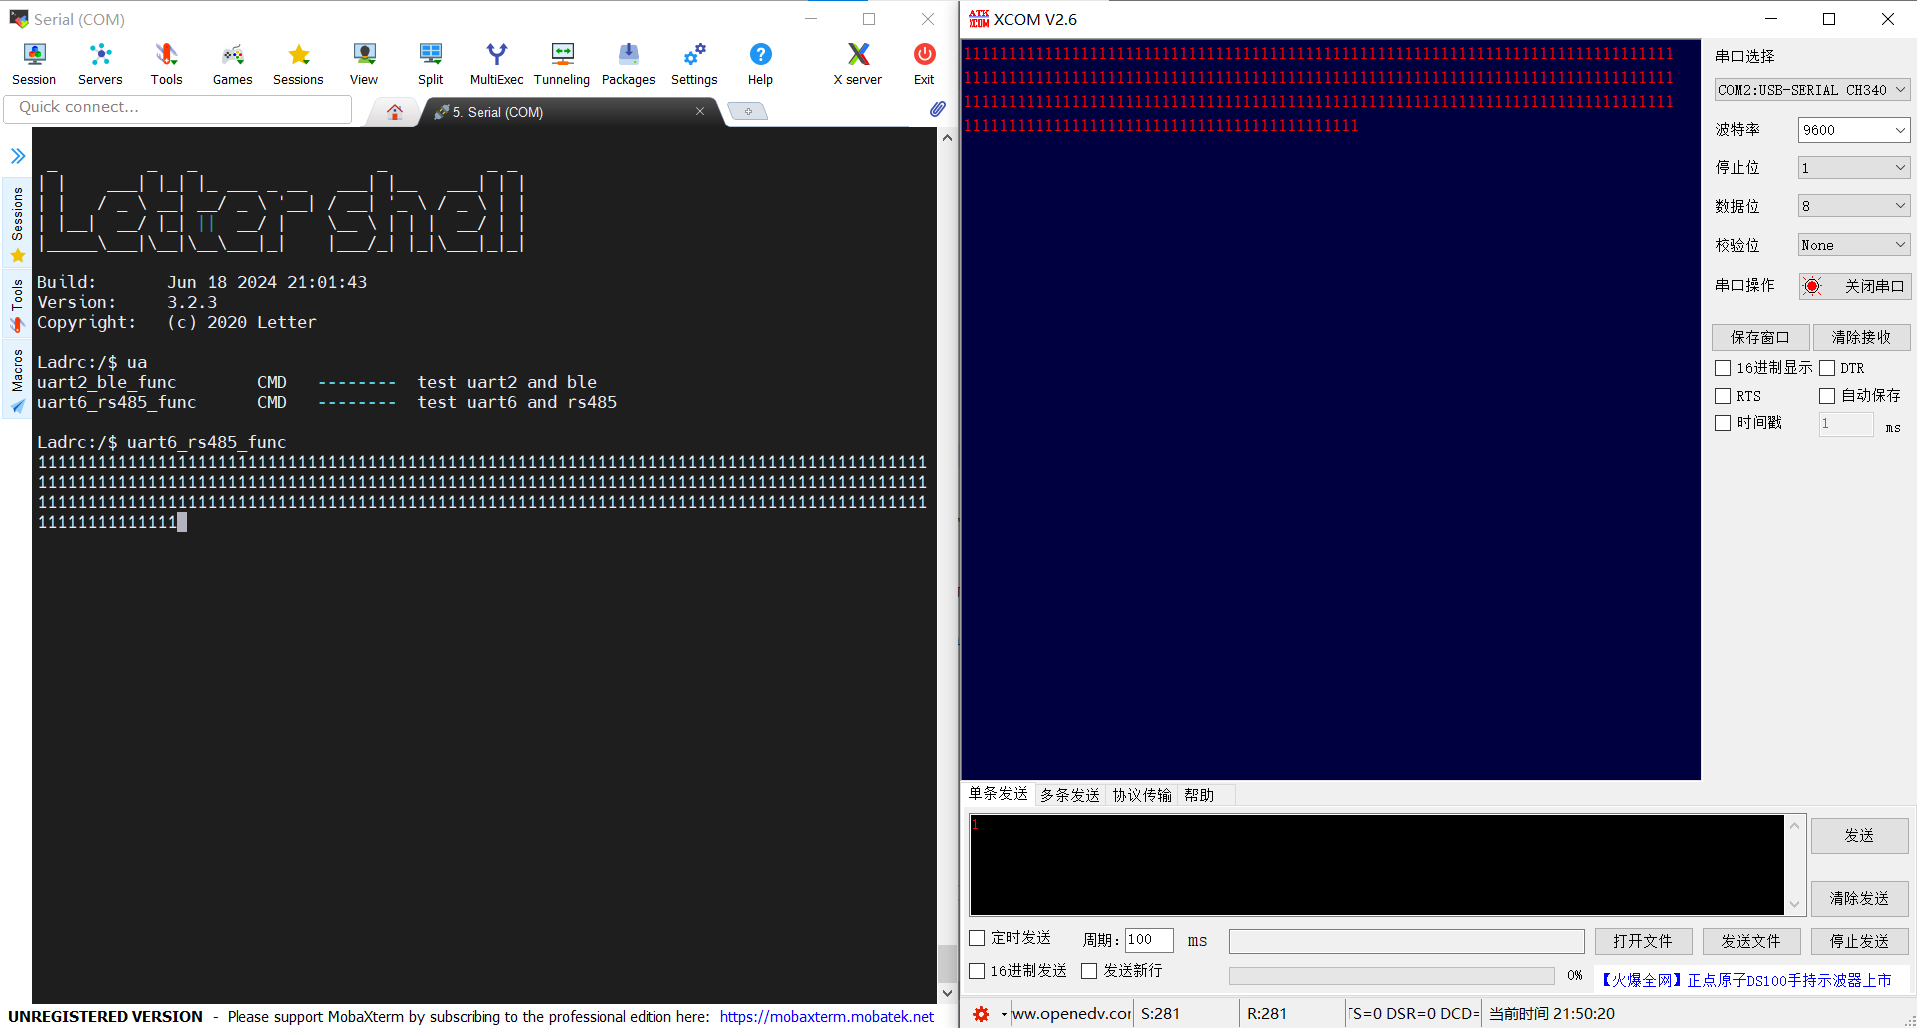 Serial (COM)
Session
Servers
Tools
Games
Sessions
View
Split
MultiExec
Tunneling
Packages
Settings
Help
X server
Exit
Quick connect...
5. Serial (COM)
Sessions
Tools
Macros
Letter shell
Build:       Jun 18 2024 21:01:43
Version:     3.2.3
Copyright:   (c) 2020 Letter
Ladrc:/$ ua
uart2_ble_func        CMD   --------  test uart2 and ble
uart6_rs485_func      CMD   --------  test uart6 and rs485
Ladrc:/$ uart6_rs485_func
11111111111111111111111111111111111111111111111111111111111111111111111111111111111111111
11111111111111111111111111111111111111111111111111111111111111111111111111111111111111111
11111111111111111111111111111111111111111111111111111111111111111111111111111111111111111
11111111111111
UNREGISTERED VERSION - Please support MobaXterm by subscribing to the professional edition here: https://mobaxterm.mobatek.net
ATK XCOM
XCOM V2.6
1111111111111111111111111111111111111111111111111111111111111111111111111111111
1111111111111111111111111111111111111111111111111111111111111111111111111111111
1111111111111111111111111111111111111111111111111111111111111111111111111111111
11111111111111111111111111111111111111111111
串口选择
COM2:USB-SERIAL CH340
波特率 9600
停止位 1
数据位 8
校验位 None
串口操作 关闭串口
保存窗口 清除接收
16进制显示 DTR
RTS 自动保存
时间戳 1 ms
单条发送 多条发送 协议传输 帮助
1
发送
清除发送
定时发送 周期: 100 ms 打开文件 发送文件 停止发送
16进制发送 发送新行 0% 【火爆全网】正点原子DS100手持示波器上市
ww.openedv.cor S:281 R:281 TS=0 DSR=0 DCD= 当前时间 21:50:20